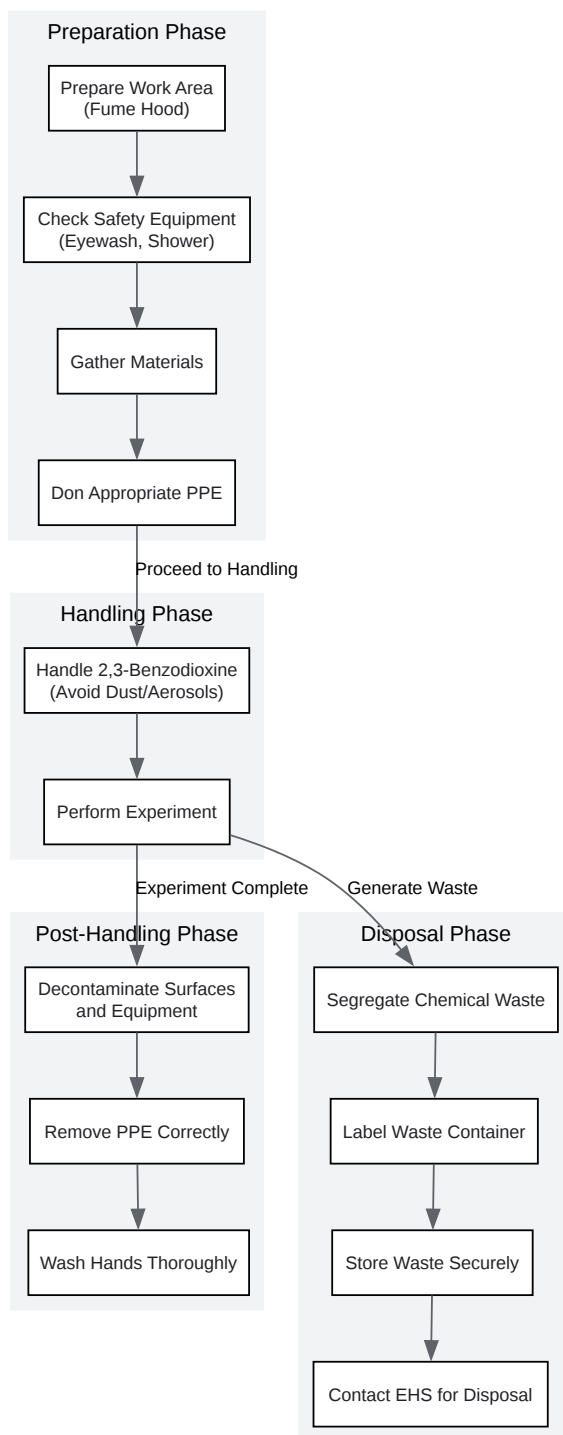 Preparation Phase
Prepare Work Area
(Fume Hood)
Check Safety Equipment
(Eyewash, Shower)
Gather Materials
Don Appropriate PPE
Proceed to Handling
Handling Phase
Handle 2,3-Benzodioxine
(Avoid Dust/Aerosols)
Perform Experiment
Experiment Complete
Generate Waste
Post-Handling Phase
Decontaminate Surfaces
and Equipment
Remove PPE Correctly
Wash Hands Thoroughly
Disposal Phase
Segregate Chemical Waste
Label Waste Container
Store Waste Securely
Contact EHS for Disposal